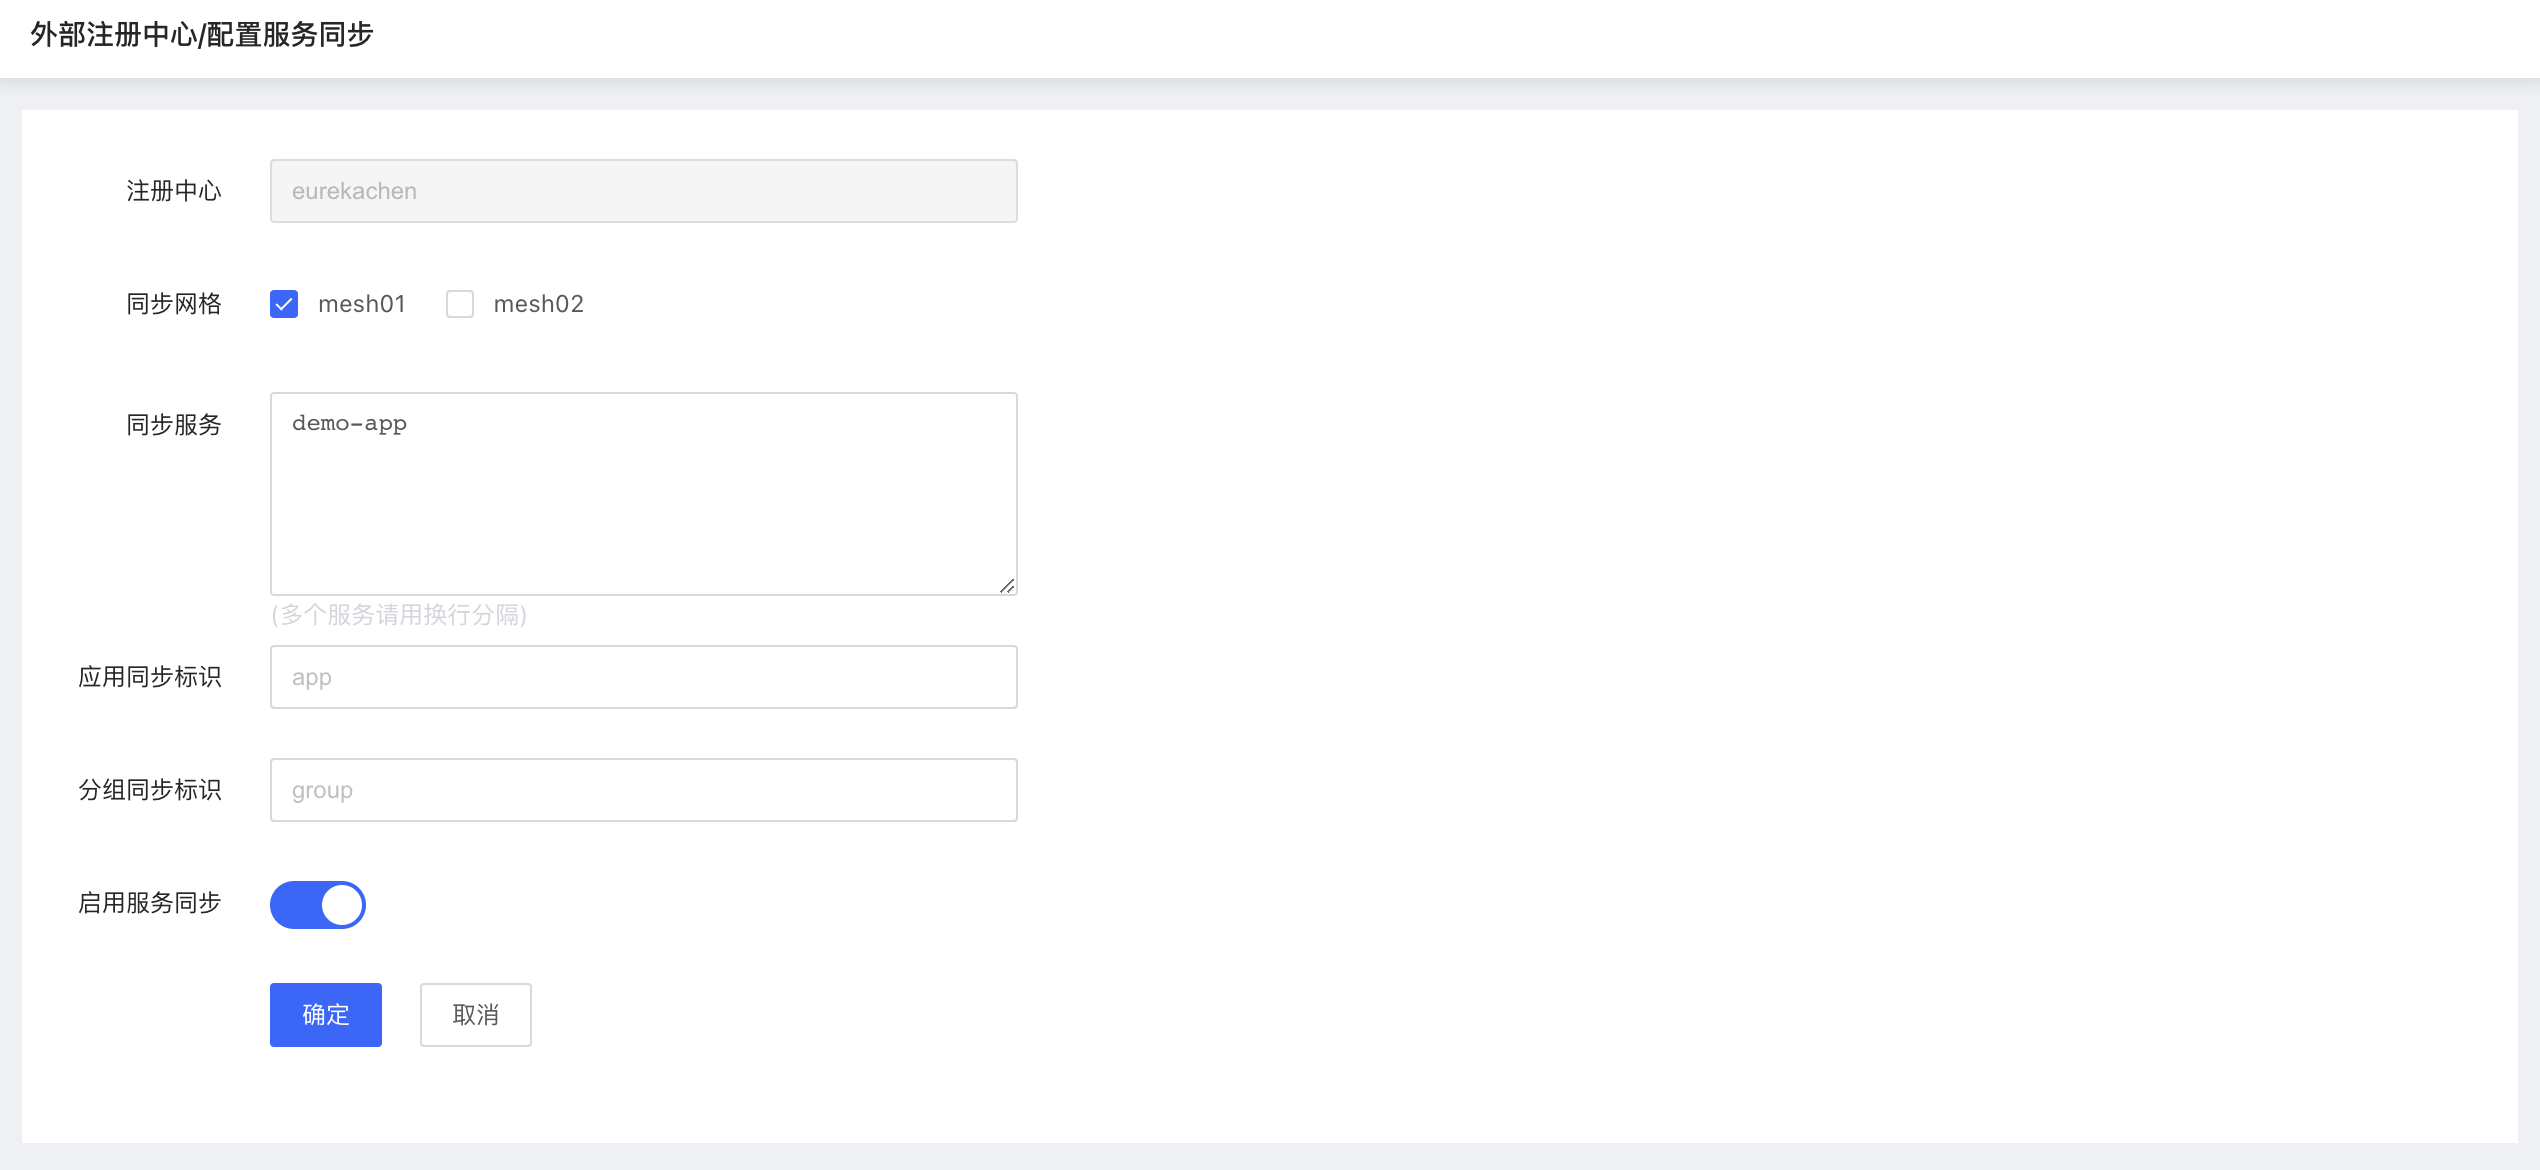 外部注册中心/配置服务同步
注册中心 eurekachen
同步网格 mesh01 mesh02
同步服务 demo-app
(多个服务请用换行分隔)
应用同步标识 app
分组同步标识 group
启用服务同步
确定 取消